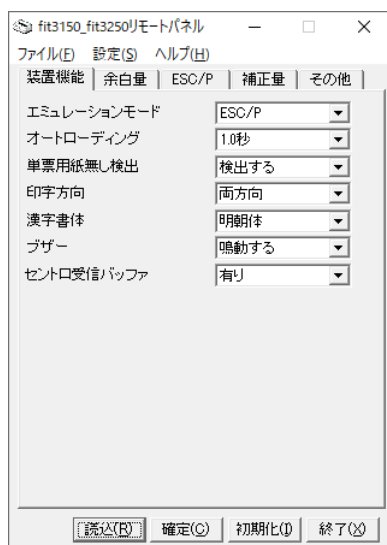 fit3150_fit3250リモートパネル
ファイル(F) 設定(S) ヘルプ(H)
装置機能 余白量 ESC/P 補正量 その他
エミュレーションモード ESC/P
オートローディング 1.0秒
単票用紙無し検出 検出する
印字方向 両方向
漢字書体 明朝体
ブザー 鳴動する
セントロ受信バッファ 有り
読込(R) 確定(C) 初期化(I) 終了(X)